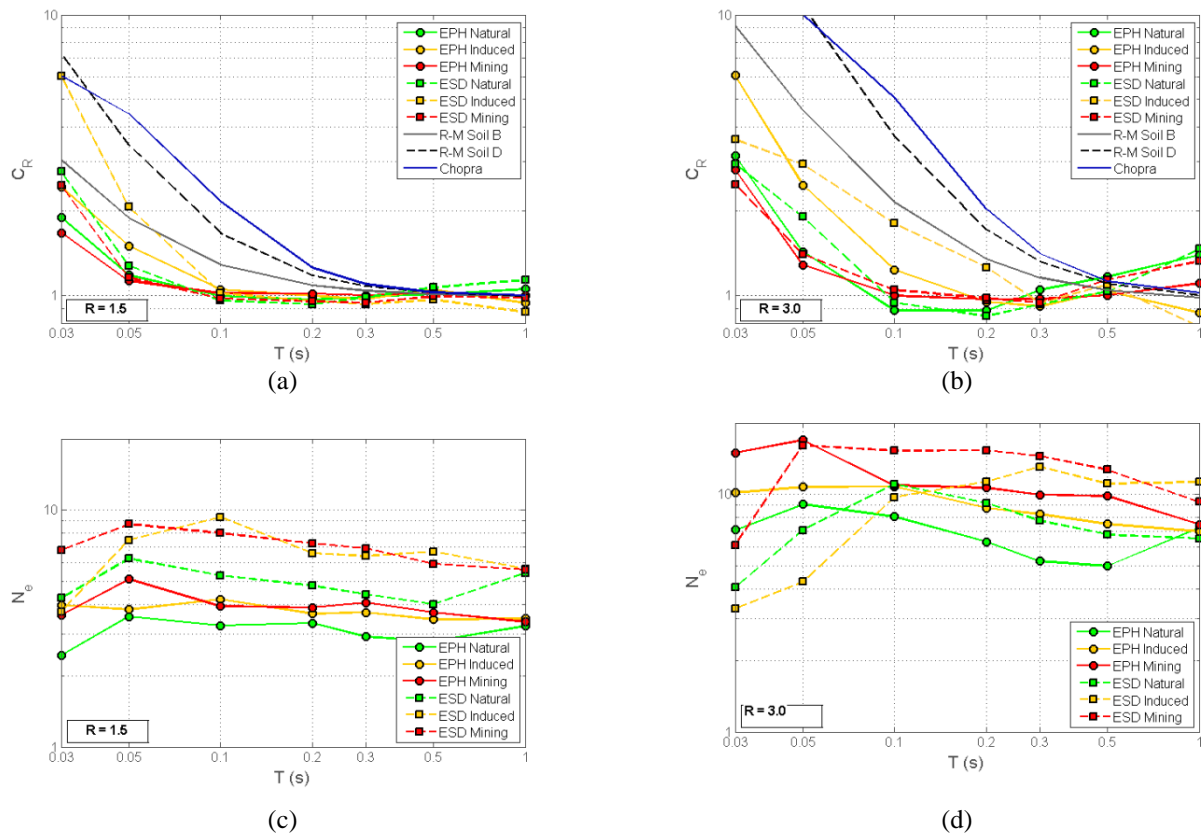 10
EPH Natural
EPH Induced
EPH Mining
ESD Natural
ESD Induced
ESD Mining
R-M Soil B
R-M Soil D
Chopra
C_R
1
R = 1.5
0.03 0.05 0.1 0.2 0.3 0.5 1
T (s)
(a)
10
EPH Natural
EPH Induced
EPH Mining
ESD Natural
ESD Induced
ESD Mining
R-M Soil B
R-M Soil D
Chopra
C_R
1
R = 3.0
0.03 0.05 0.1 0.2 0.3 0.5 1
T (s)
(b)
10
N_e
EPH Natural
EPH Induced
EPH Mining
ESD Natural
ESD Induced
ESD Mining
R = 1.5
1
0.03 0.05 0.1 0.2 0.3 0.5 1
T (s)
(c)
10
N_e
EPH Natural
EPH Induced
EPH Mining
ESD Natural
ESD Induced
ESD Mining
R = 3.0
1
0.03 0.05 0.1 0.2 0.3 0.5 1
T (s)
(d)